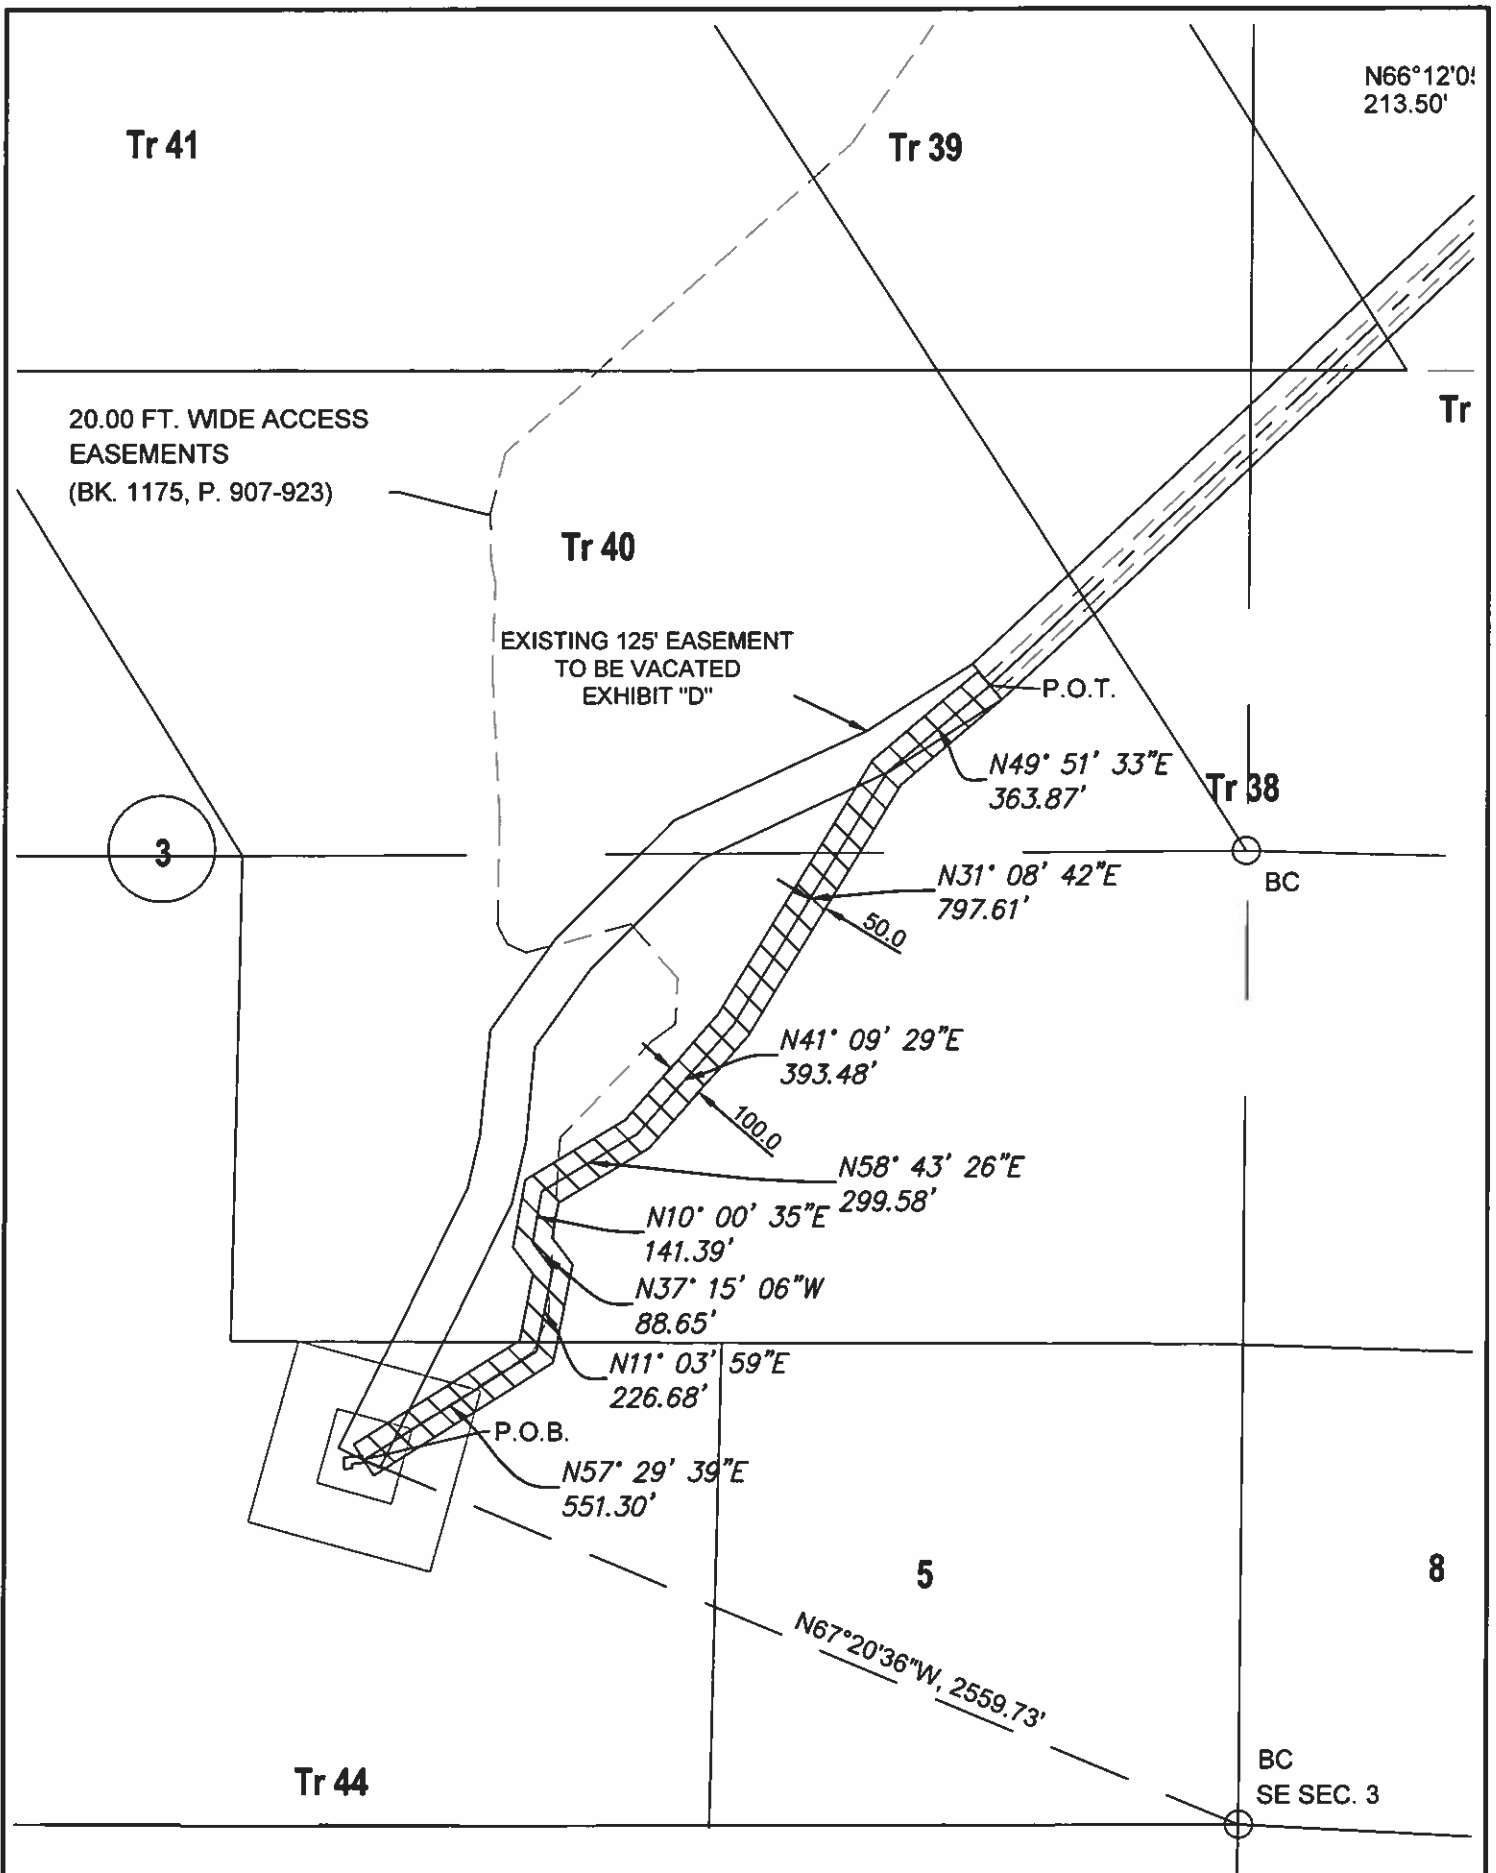 N66°12'0
213.50'
Tr 41
Tr 39
20.00 FT. WIDE ACCESS
EASEMENTS
(BK. 1175, P. 907-923)
Tr
Tr 40
EXISTING 125' EASEMENT
TO BE VACATED
EXHIBIT "D"
P.O.T.
N49° 51' 33"E
363.87'
Tr 38
3
BC
N31° 08' 42"E
797.61'
50.0
N41° 09' 29"E
393.48'
100.0
N58° 43' 26"E
299.58'
N10° 00' 35"E
141.39'
N37° 15' 06"W
88.65'
N11° 03' 59"E
226.68'
P.O.B.
N57° 29' 39"E
551.30'
5
8
N67°20'36"W, 2559.73'
BC
SE SEC. 3
Tr 44